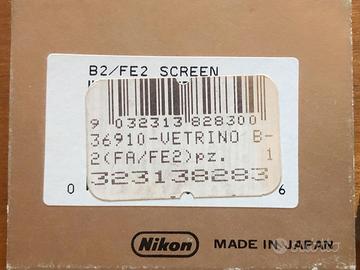 B2/FE2 SCREEN
9 032313 828300
36910-VETRINO B-
2(FA/FE2)pz. 1
323138283
0
6
Nikon
MADE IN JAPAN